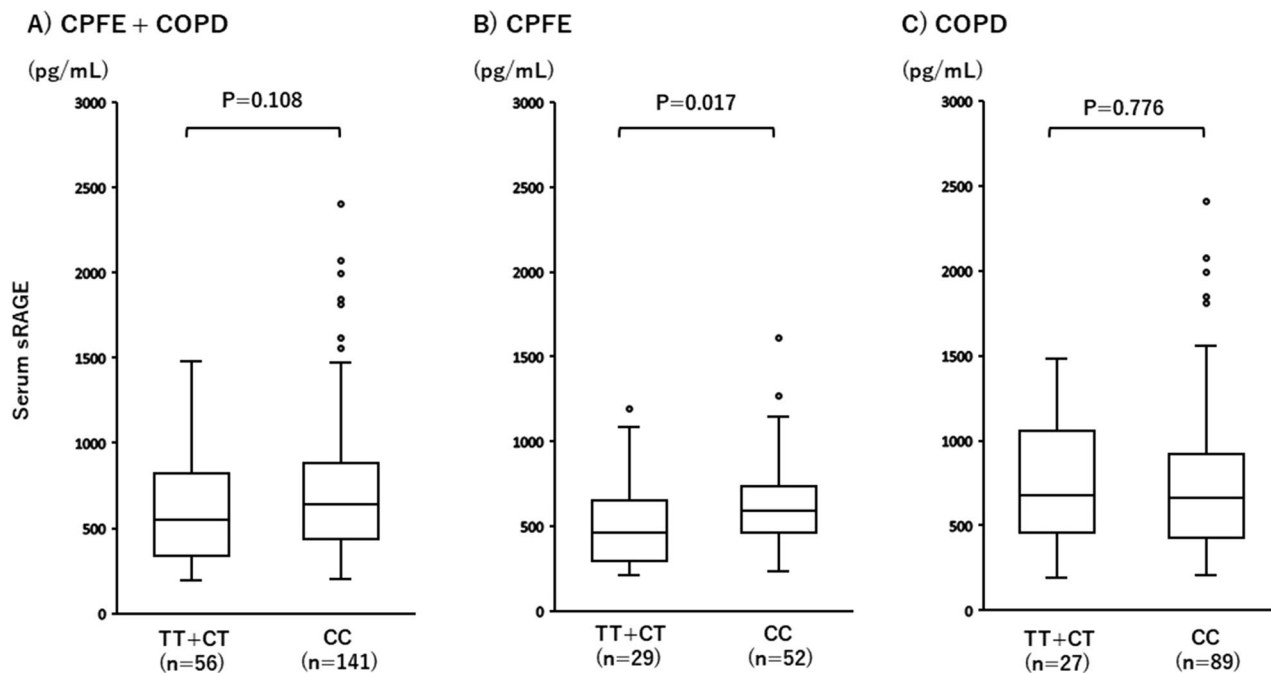 A) CPFE + COPD
(pg/mL)
P=0.108
3000
2500
2000
1500
1000
500
0
Serum sRAGE
TT+CT
(n=56)
CC
(n=141)
B) CPFE
(pg/mL)
P=0.017
3000
2500
2000
1500
1000
500
0
TT+CT
(n=29)
CC
(n=52)
C) COPD
(pg/mL)
P=0.776
3000
2500
2000
1500
1000
500
0
TT+CT
(n=27)
CC
(n=89)